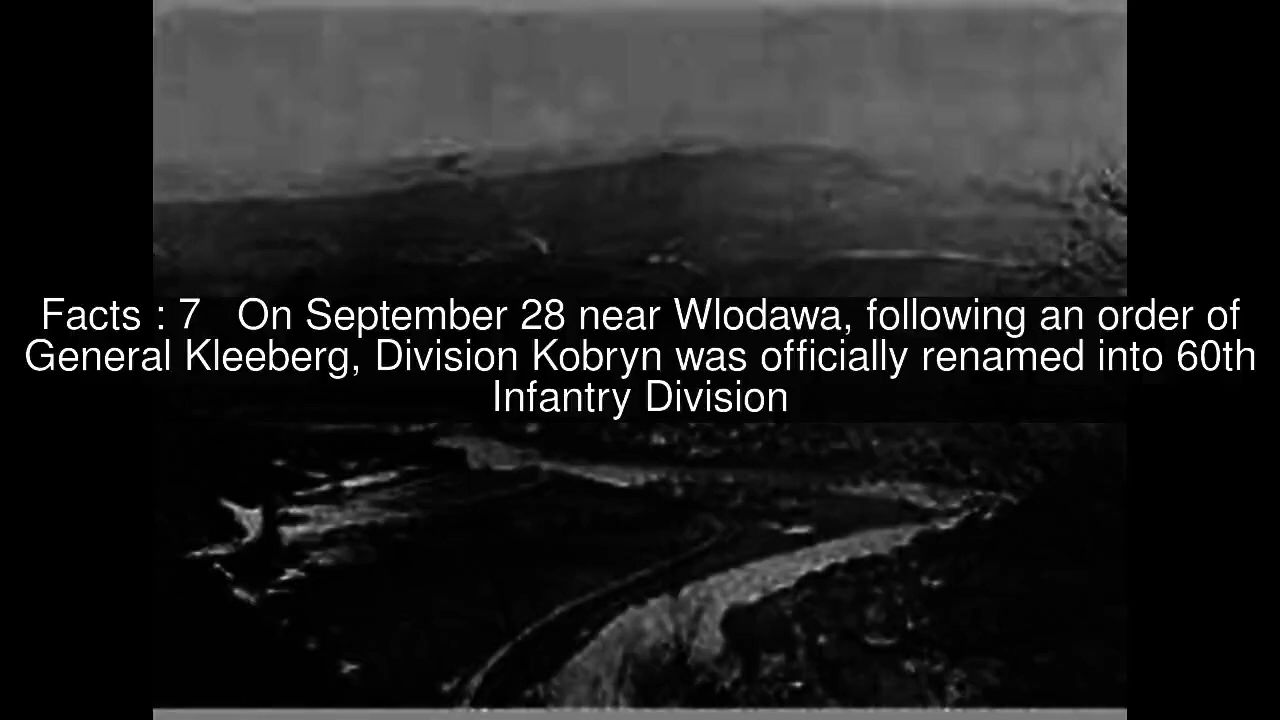 Facts : 7   On September 28 near Wlodawa, following an order of
General Kleeberg, Division Kobryn was officially renamed into 60th
Infantry Division